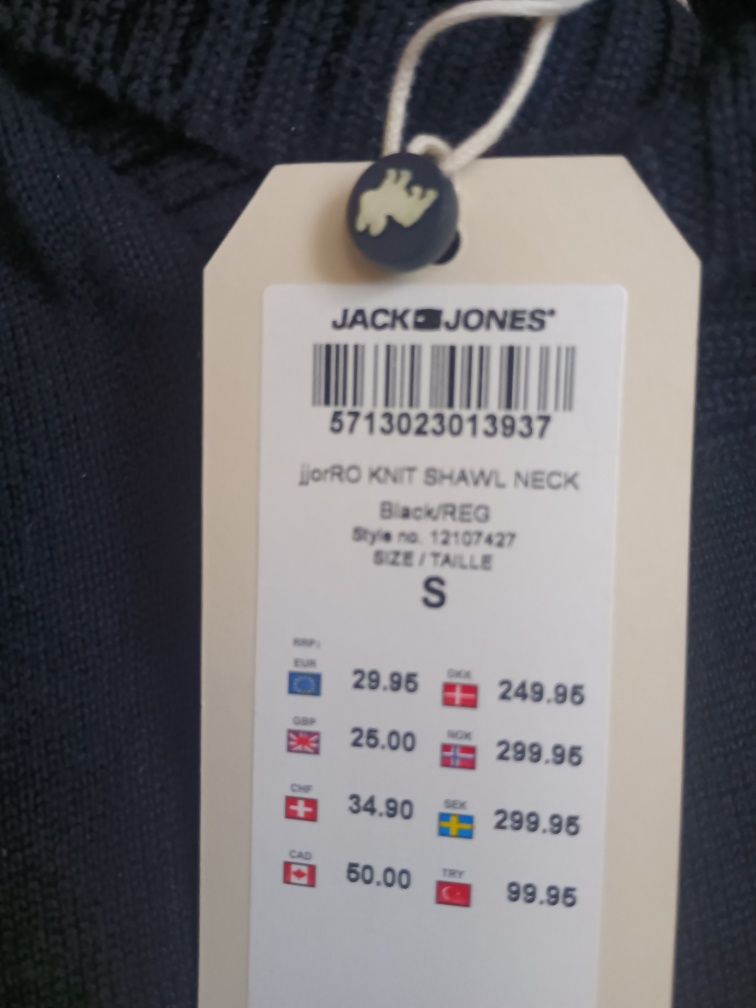 JACK JONES®
5713023013937
jjorRO KNIT SHAWL NECK
Black/REG
Style no. 12107427
SIZE / TAILLE
S
RRP:
EUR 29.95 DKK 249.95
GBP 25.00 NOK 299.95
CHF 34.90 SEK 299.95
CAD 50.00 TRY 99.95